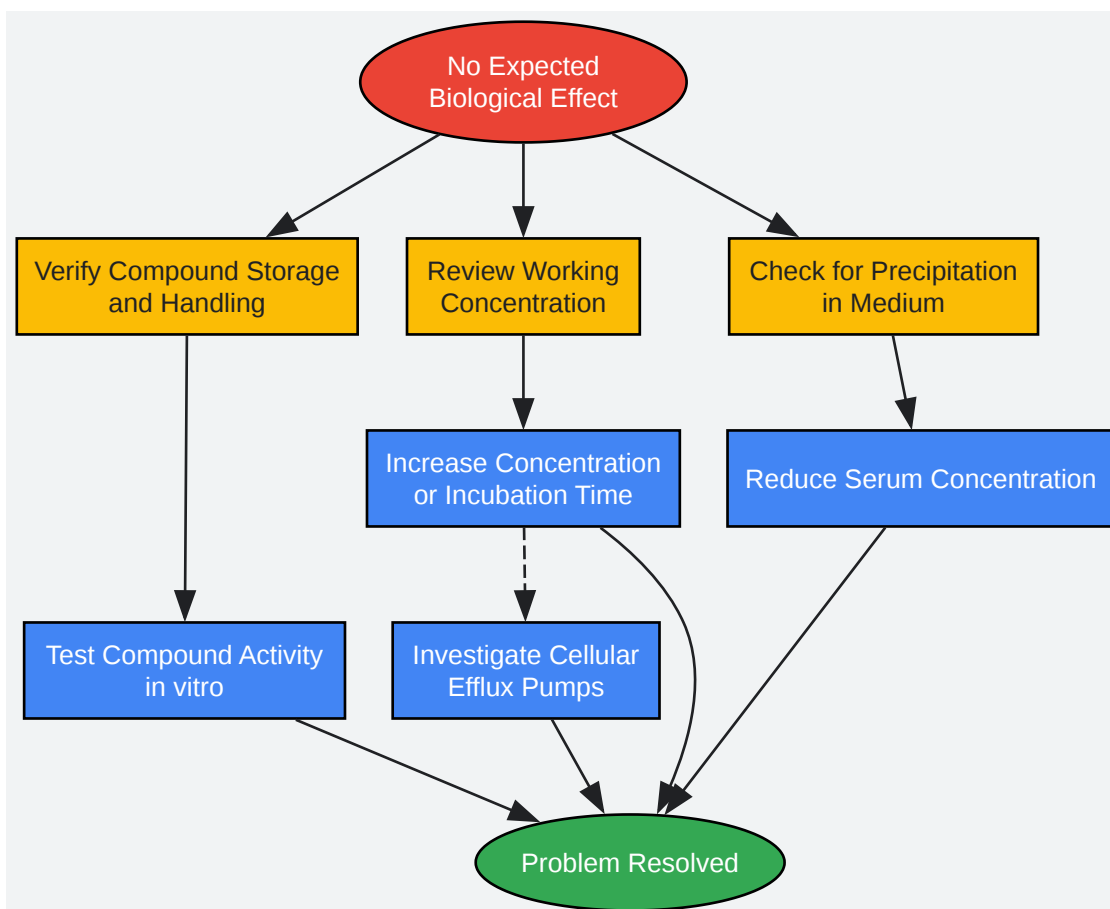 No Expected
Biological Effect
Verify Compound Storage
and Handling
Review Working
Concentration
Check for Precipitation
in Medium
Increase Concentration
or Incubation Time
Reduce Serum Concentration
Test Compound Activity
in vitro
Investigate Cellular
Efflux Pumps
Problem Resolved